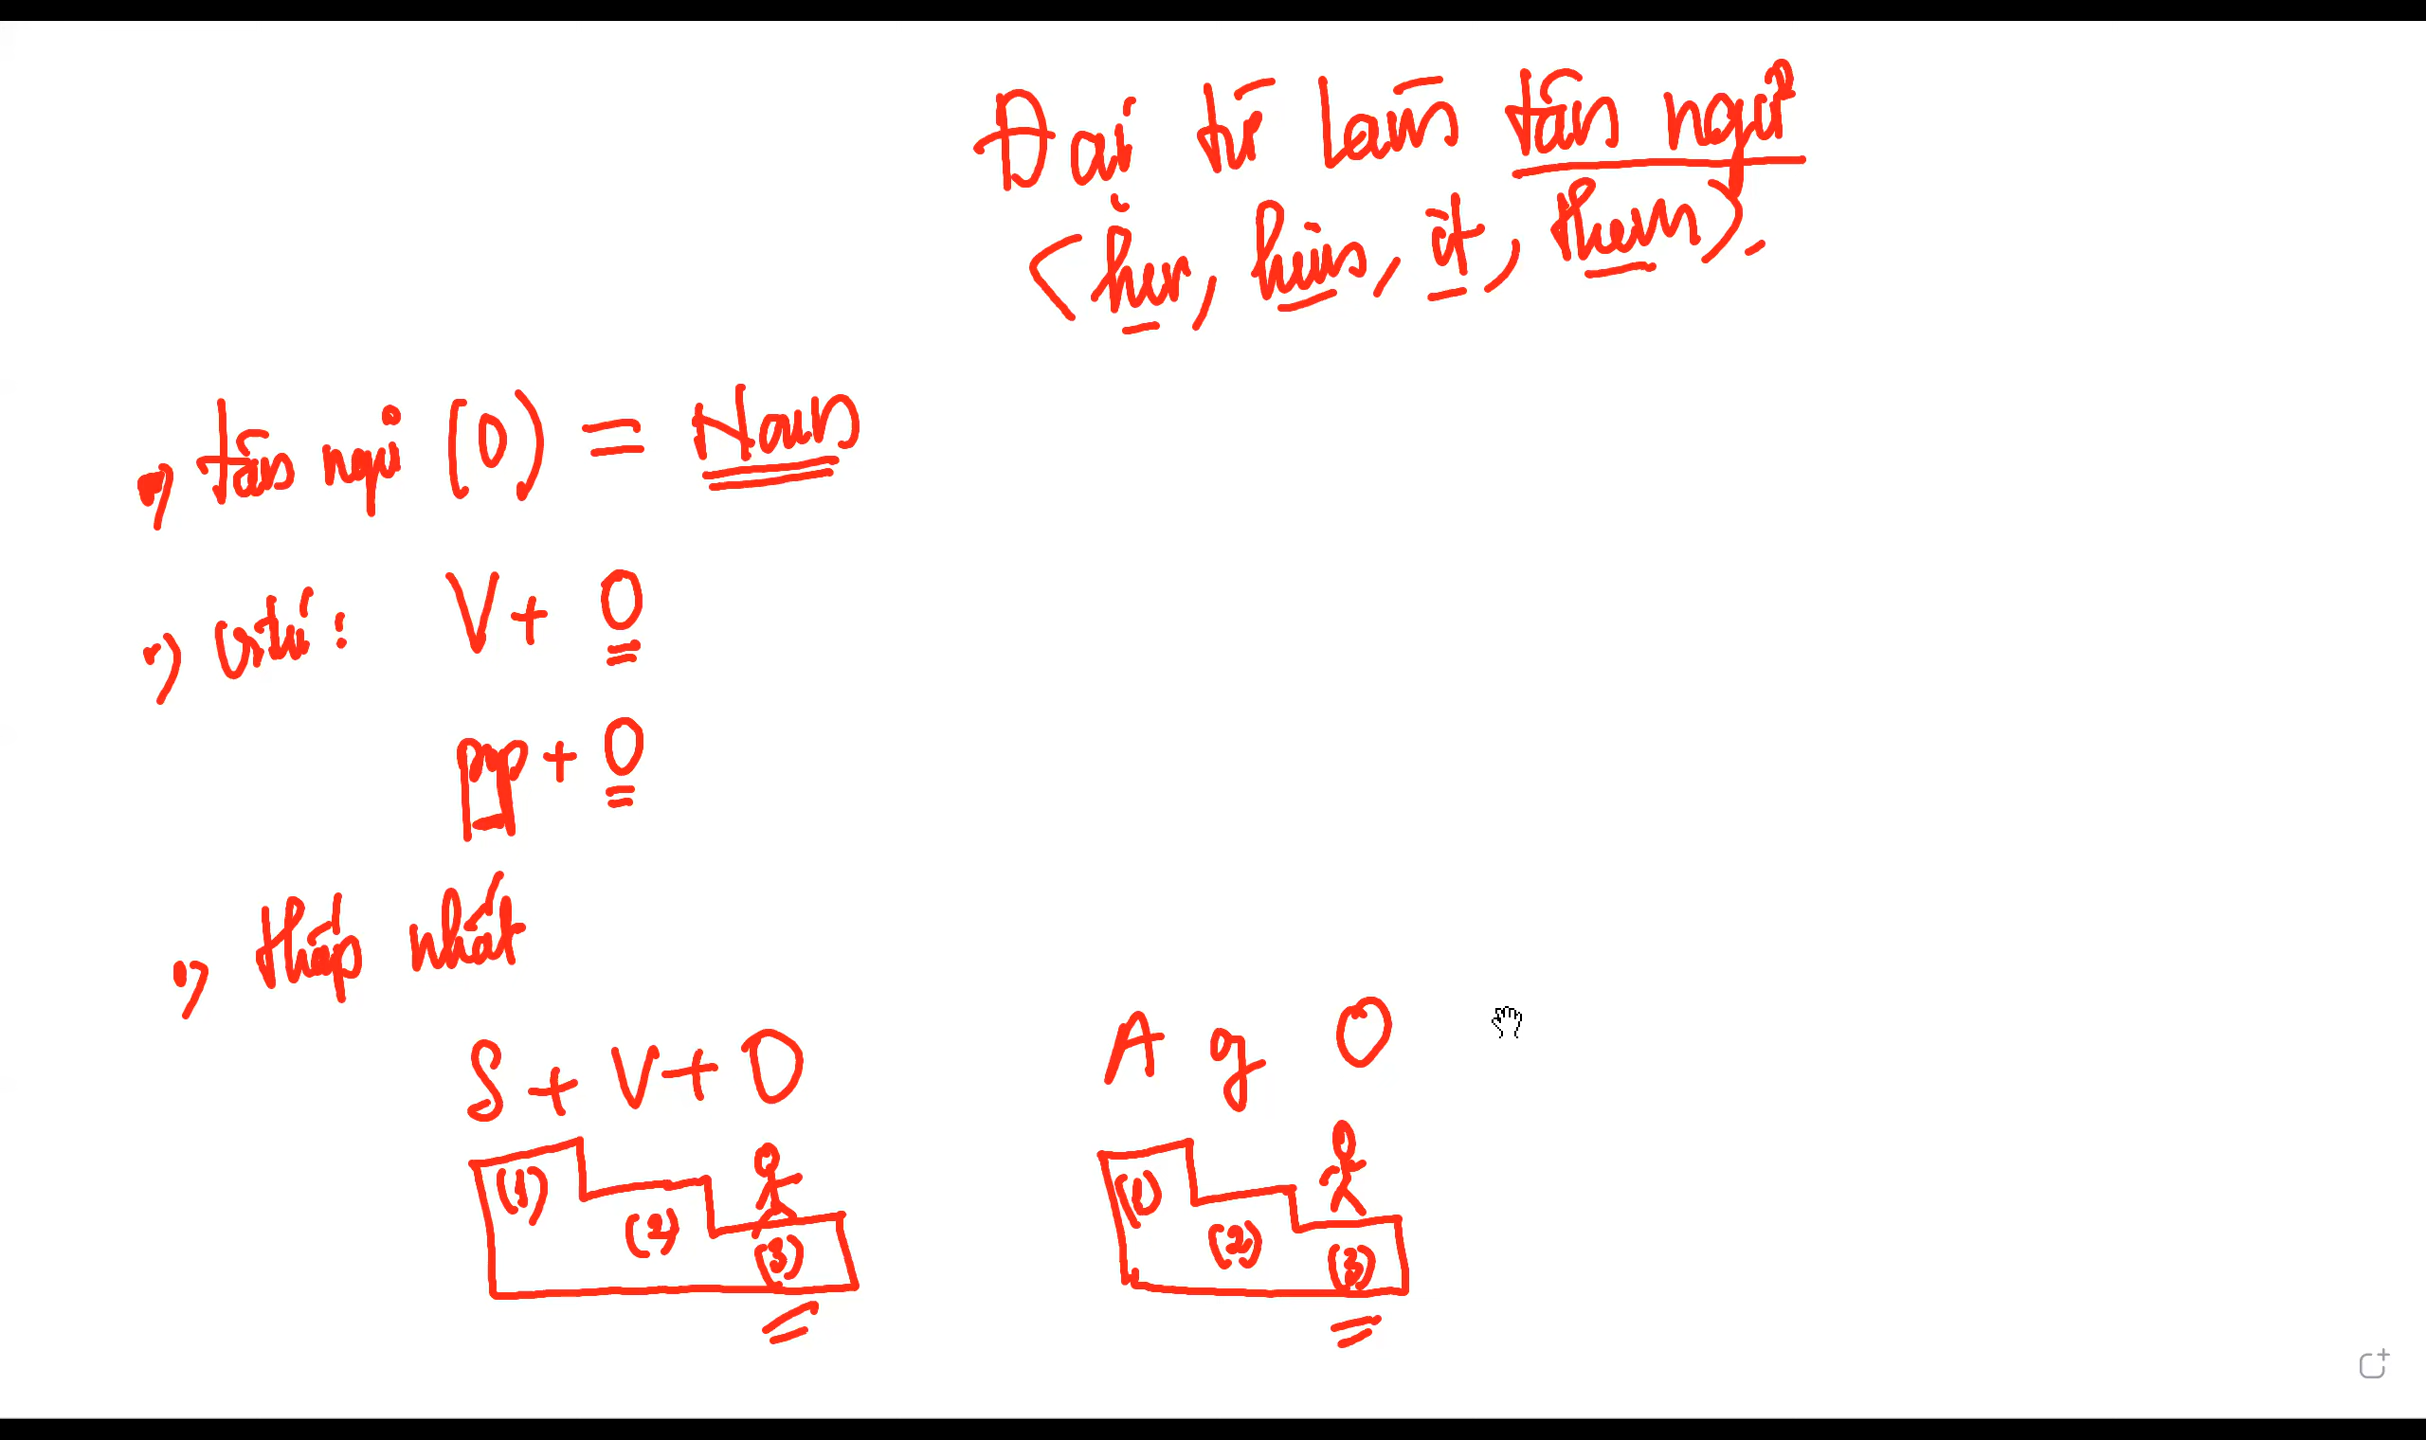 Đại từ làm tân ngữ
(her, him, it, them).
⇒ tân ngữ (O) = Noun
⇒ vị trí: V + O
prep + O
⇒ thấp nhất
S + V + O
A g O
(1) (2) (3)
(1) (2) (3)